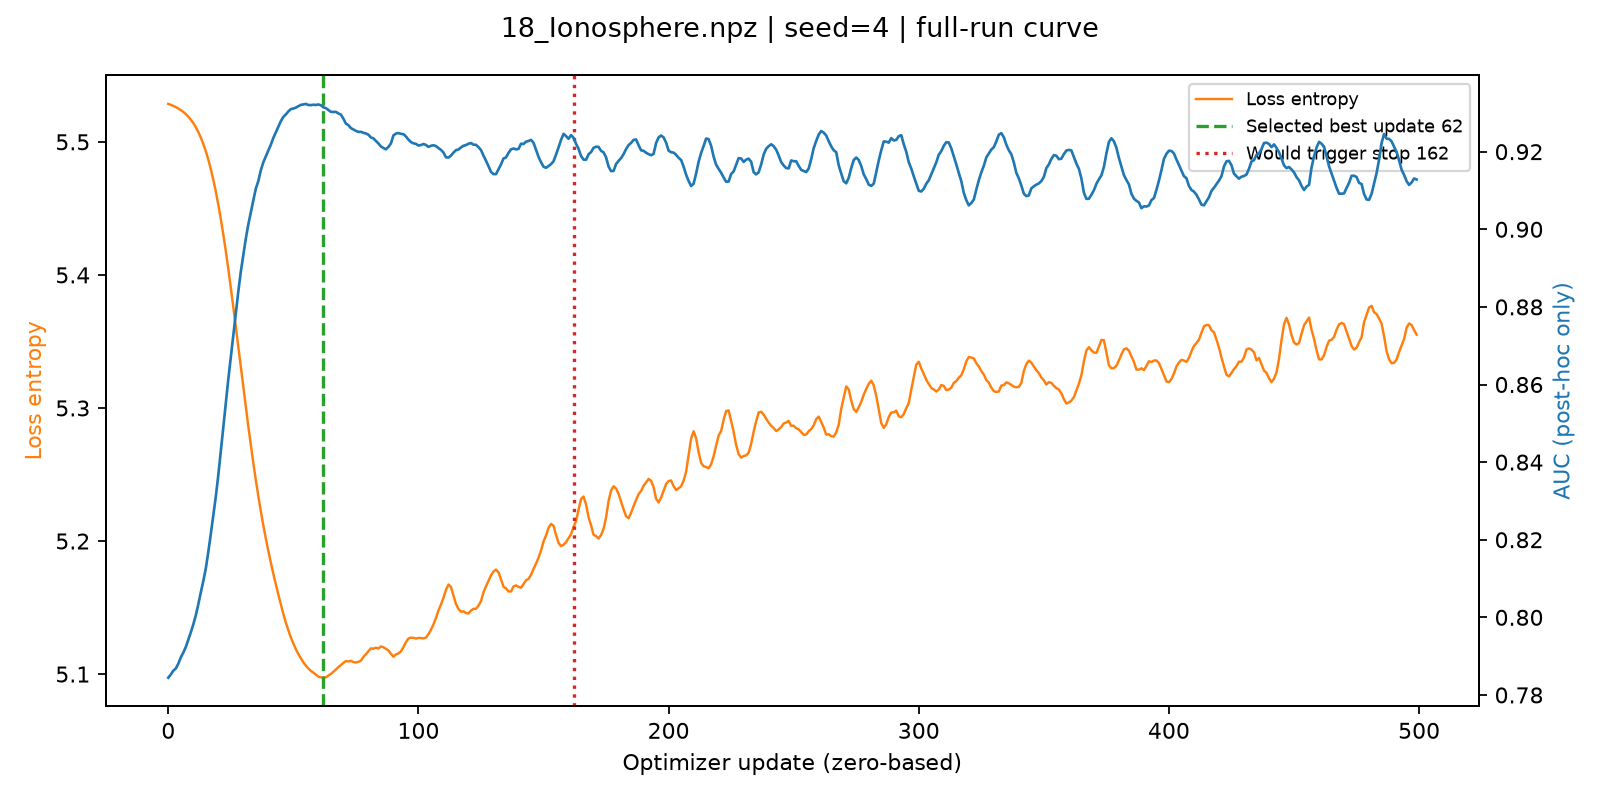 18_Ionosphere.npz | seed=4 | full-run curve
Loss entropy
Selected best update 62
Would trigger stop 162
5.5
5.4
5.3
5.2
5.1
Loss entropy
0.92
0.90
0.88
0.86
0.84
0.82
0.80
0.78
AUC (post-hoc only)
0
100
200
300
400
500
Optimizer update (zero-based)